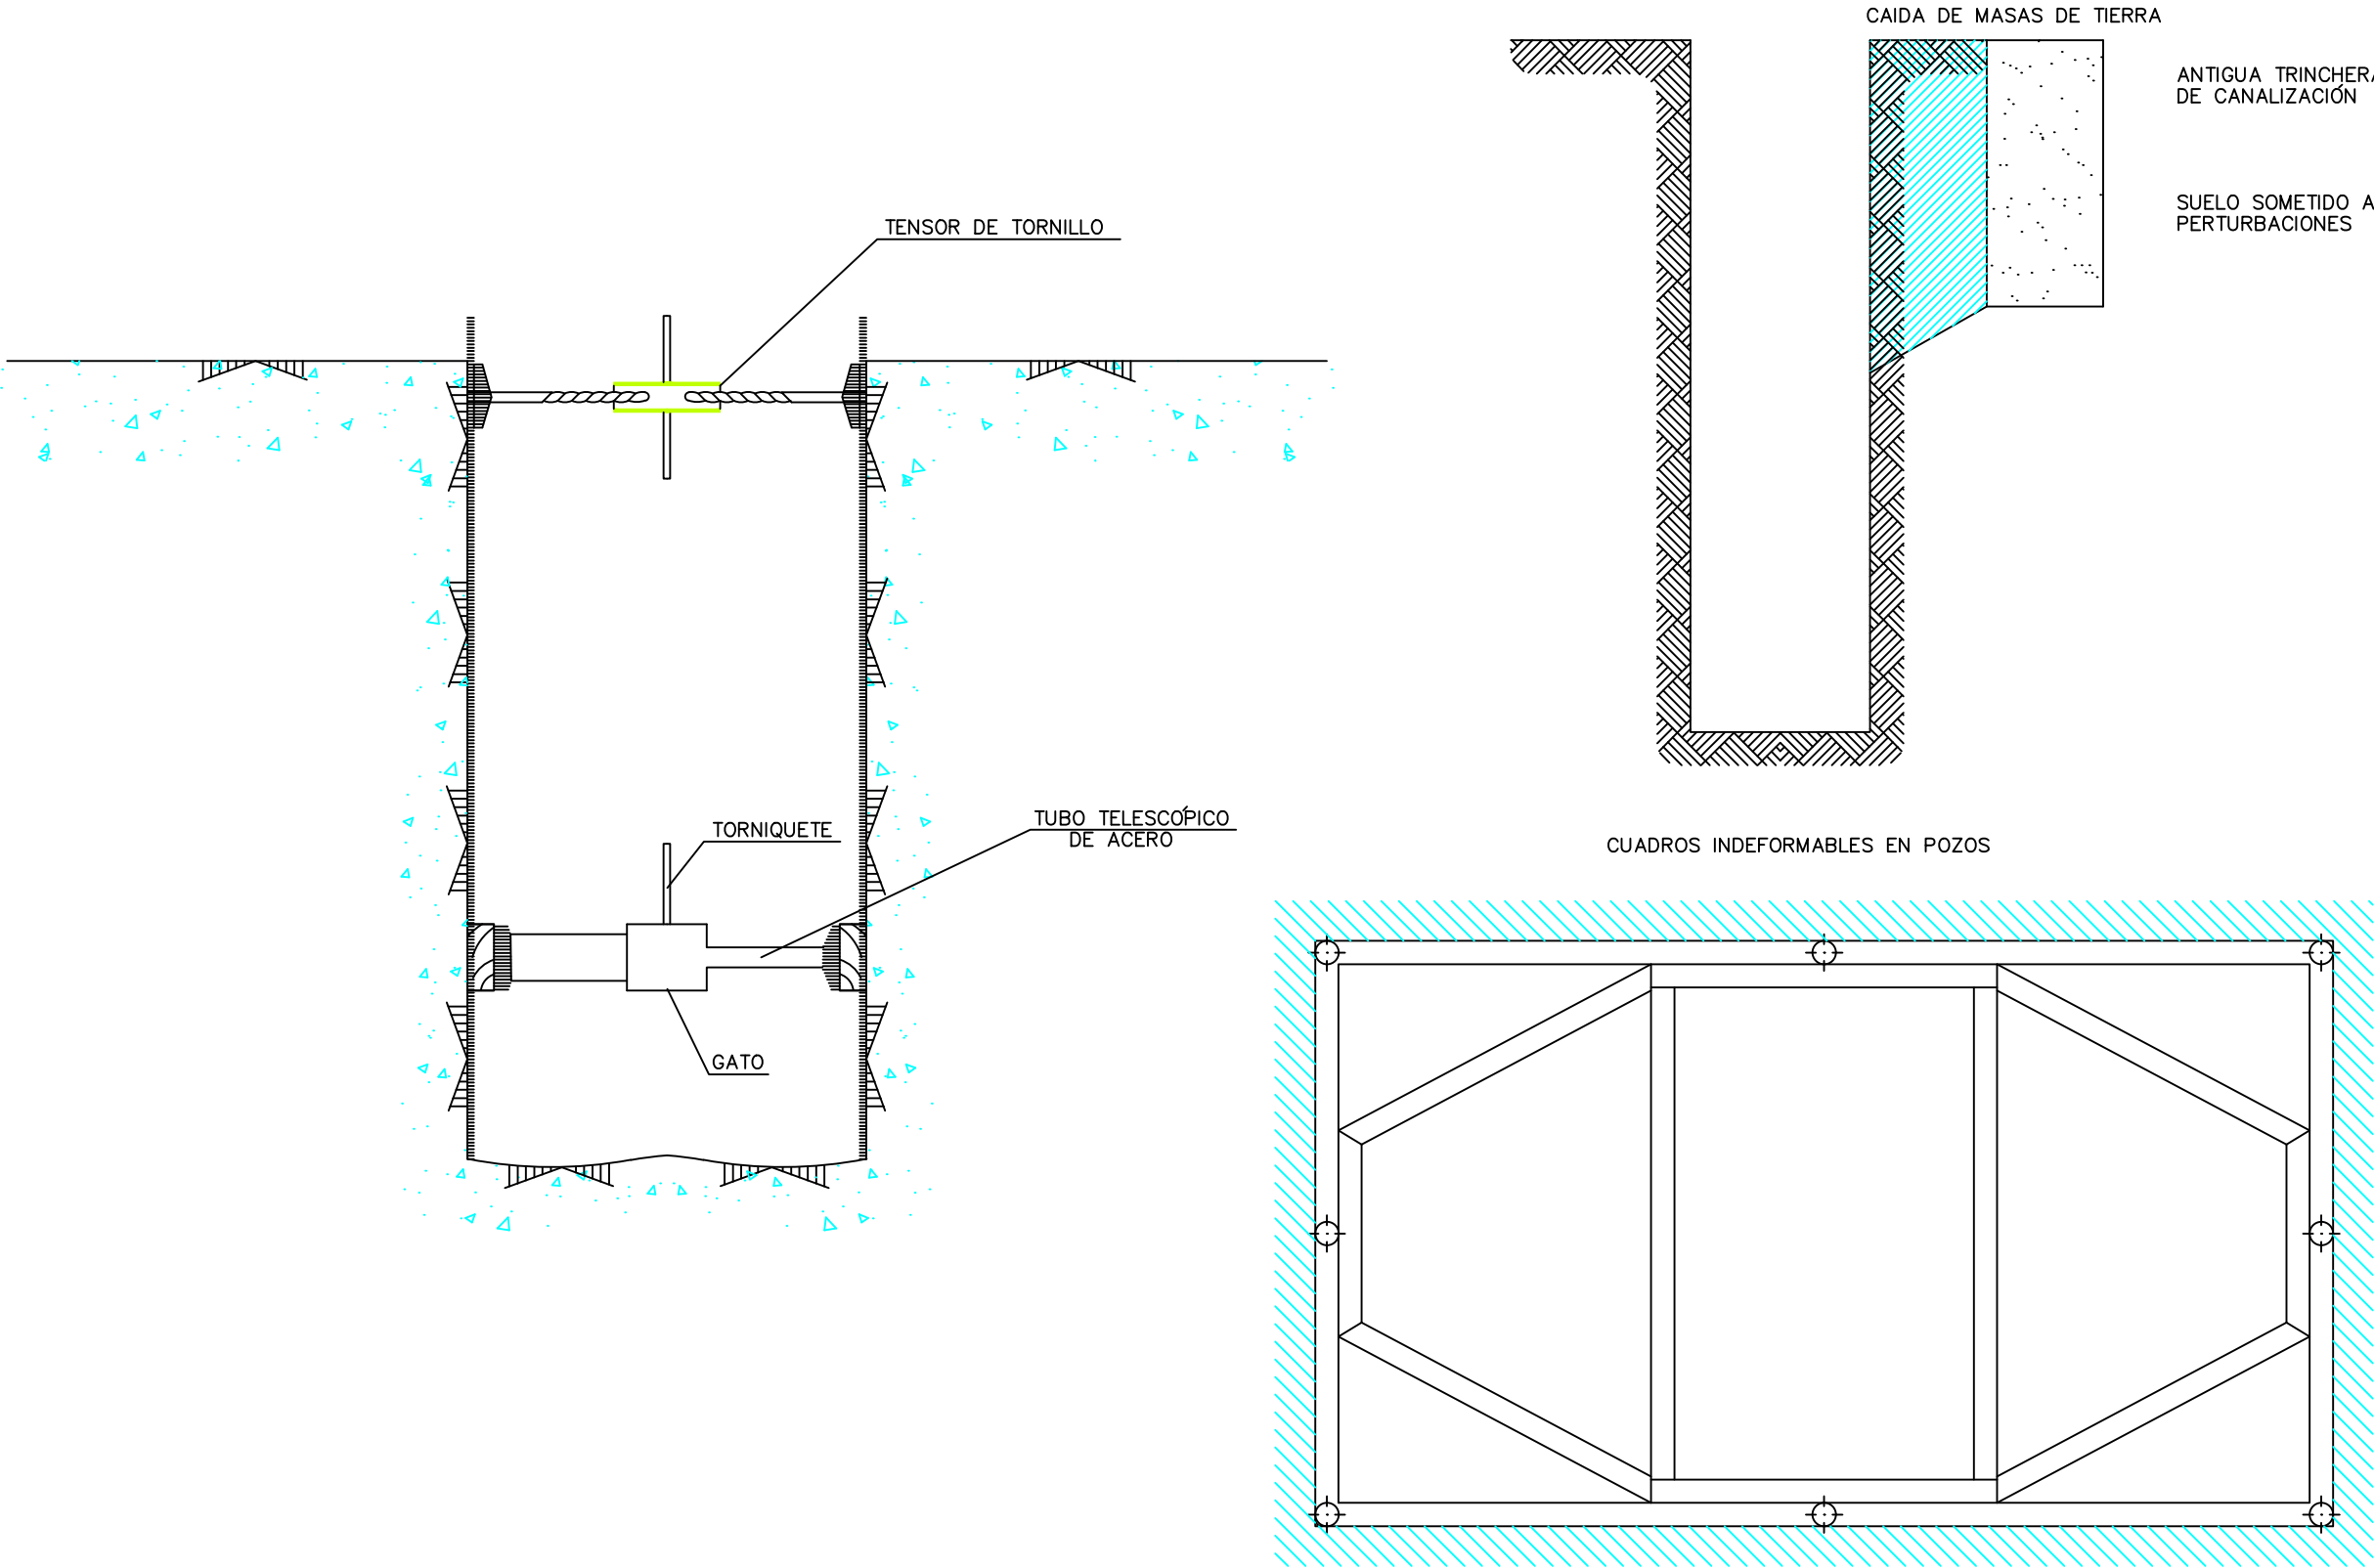 CAIDA DE MASAS DE TIERRA
ANTIGUA TRINCHERA
DE CANALIZACIÓN
SUELO SOMETIDO A
PERTURBACIONES
TENSOR DE TORNILLO
TORNIQUETE
TUBO TELESCÓPICO
DE ACERO
CUADROS INDEFORMABLES EN POZOS
GATO